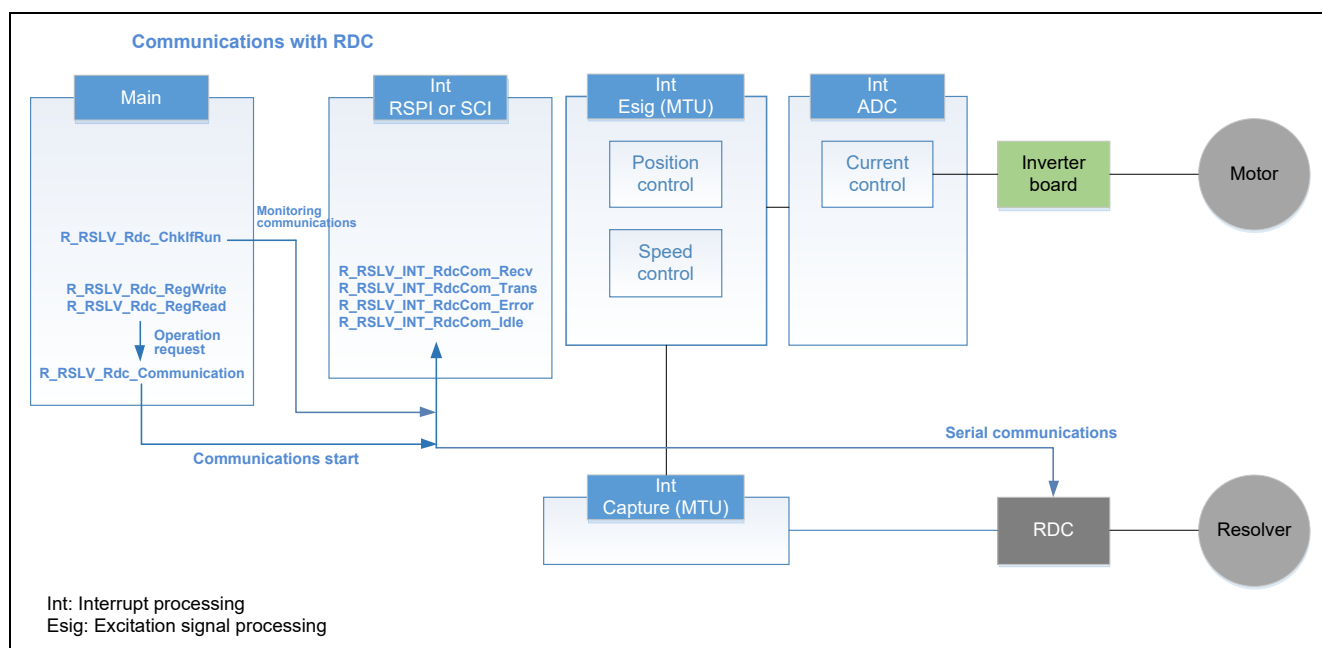 Communications with RDC
Main
Int
RSPI or SCI
Int
Esig (MTU)
Int
ADC
Position
control
Current
control
Inverter
board
Motor
Monitoring
communications
R_RSLV_Rdc_ChkIfRun
Speed
control
R_RSLV_INT_RdcCom_Recv
R_RSLV_INT_RdcCom_Trans
R_RSLV_INT_RdcCom_Error
R_RSLV_INT_RdcCom_Idle
R_RSLV_Rdc_RegWrite
R_RSLV_Rdc_RegRead
Operation
request
R_RSLV_Rdc_Communication
Communications start
Serial communications
Int
Capture (MTU)
RDC
Resolver
Int: Interrupt processing
Esig: Excitation signal processing